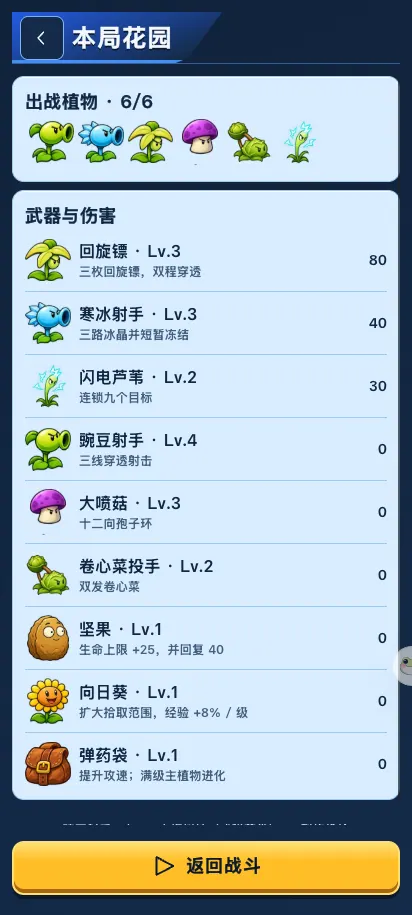 本局花园
出战植物 · 6/6
武器与伤害
回旋镖 · Lv.3
三枚回旋镖，双程穿透
80
寒冰射手 · Lv.3
三路冰晶并短暂冻结
40
闪电芦苇 · Lv.2
连锁九个目标
30
豌豆射手 · Lv.4
三线穿透射击
0
大喷菇 · Lv.3
十二向孢子环
0
卷心菜投手 · Lv.2
双发卷心菜
0
坚果 · Lv.1
生命上限 +25，并回复 40
0
向日葵 · Lv.1
扩大拾取范围，经验 +8% / 级
0
弹药袋 · Lv.1
提升攻速；满级主植物进化
0
返回战斗